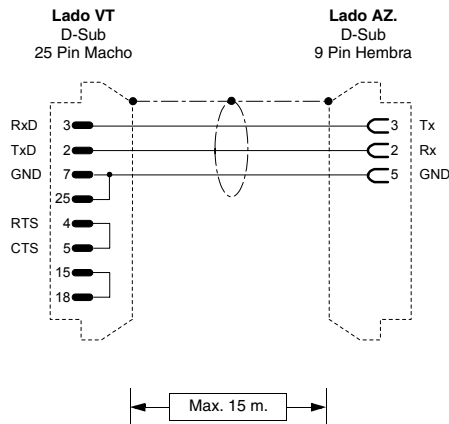 Lado VT
D-Sub
25 Pin Macho
Lado AZ.
D-Sub
9 Pin Hembra
RxD 3 3 Tx
TxD 2 2 Rx
GND 7 5 GND
25
RTS 4
CTS 5
15
18
Max. 15 m.